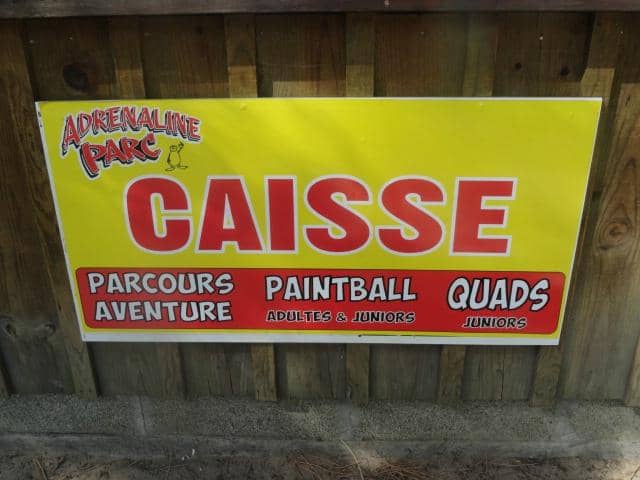 ADRENALINE
PARC
CAISSE
PARCOURS
AVENTURE
PAINTBALL
ADULTES & JUNIORS
QUADS
JUNIORS